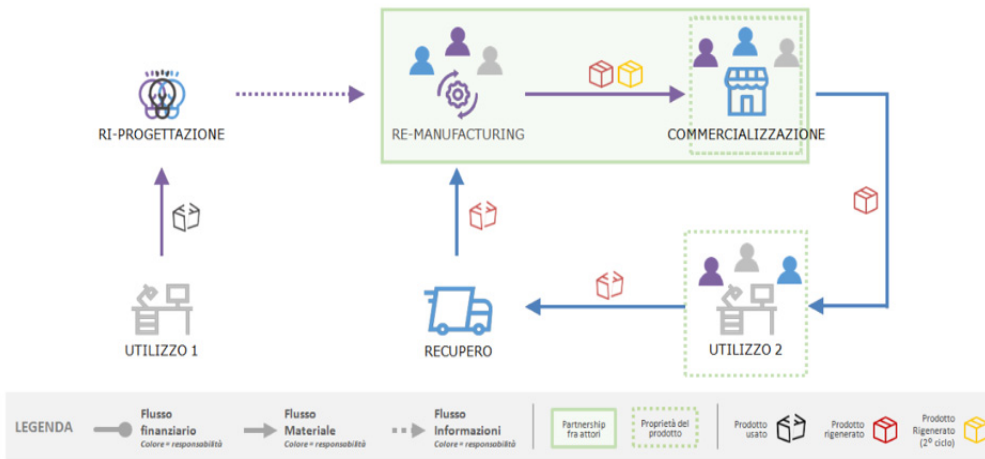 RI-PROGETTAZIONE
RE-MANUFACTURING
COMMERCIALIZZAZIONE
UTILIZZO 1
RECUPERO
UTILIZZO 2
LEGENDA
Flusso
finanziario
Colore = responsabilità
Flusso
Materiale
Colore = responsabilità
Flusso
Informazioni
Colore = responsabilità
Partnership
fra attori
Proprietà del
prodotto
Prodotto
usato
Prodotto
rigenerato
Prodotto
Rigenerato
(2º ciclo)